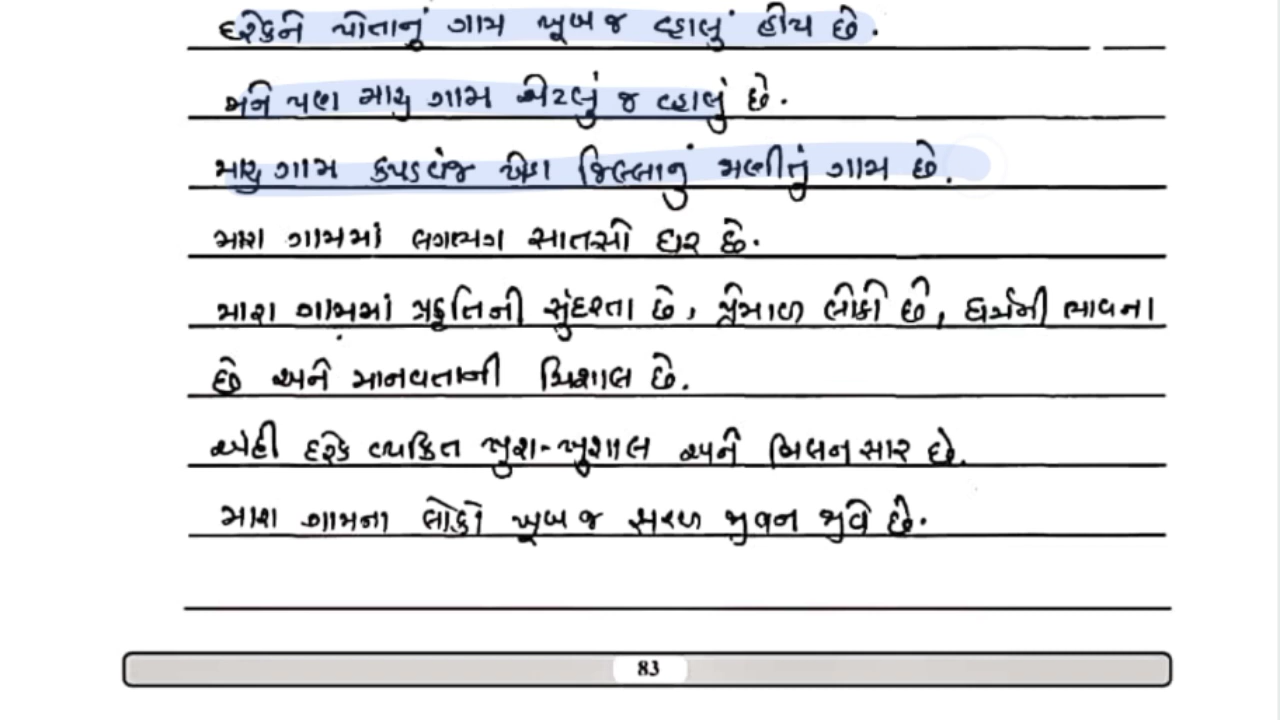 દરેકને પોતાનું ગામ ખૂબ જ વ્હાલું હોય છે.
મને પણ મારુ ગામ એટલું જ વ્હાલું છે.
મારુ ગામ કપડવંજ ખેડા જિલ્લાનું જાણીતું ગામ છે.
મારા ગામમાં લગભગ સાતસો ઘર છે.
મારા ગામમાં પ્રકૃતિની સુંદરતા છે, પ્રેમાળ લોકો છે, ધર્મની ભાવના
છે અને માનવતાની મિશાલ છે.
અહી દરેક વ્યકિત ખુશ-ખુશાલ અને મિલનસાર છે.
મારા ગામના લોકો ખૂબ જ સરળ જીવન જીવે છે.
83